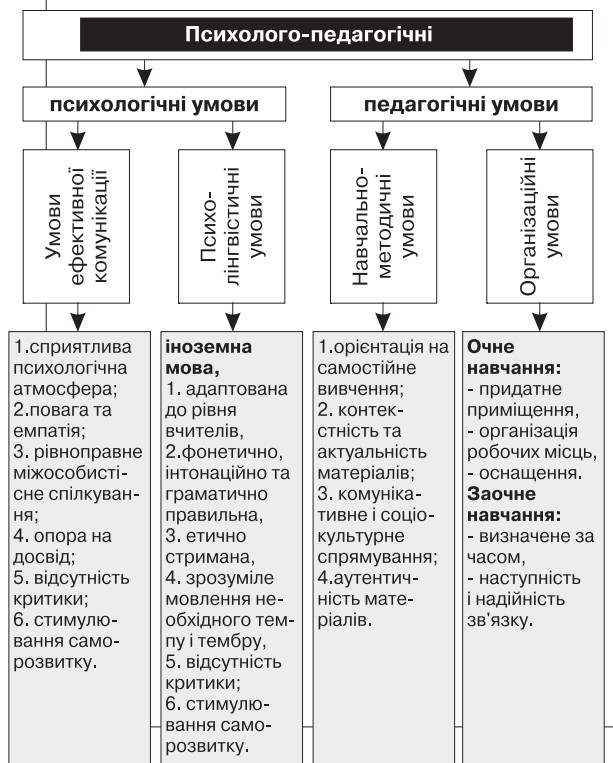 Психолого-педагогічні
психологічні умови
педагогічні умови
Умови
ефективної
комунікації
Психо-
лінгвістичні
умови
Навчально-
методичні
умови
Організаційні
умови
1.сприятлива
психологічна
атмосфера;
2.повага та
емпатія;
3. рівноправне
міжособисті-
сне спілкуван-
ня;
4. опора на
досвід;
5. відсутність
критики;
6. стимулю-
вання само-
розвитку.
іноземна
мова,
1. адаптована
до рівня
вчителів,
2.фонетично,
інтонаційно та
граматично
правильна,
3. етично
стримана,
4. зрозуміле
мовлення не-
обхідного тем-
пу і тембру,
5. відсутність
критики;
6. стимулю-
вання само-
розвитку.
1.орієнтація на
самостійне
вивчення;
2. контек-
стність та
актуальність
матеріалів;
3. комуніка-
тивне і соціо-
культурне
спрямування;
4.аутентич-
ність мате-
ріалів.
Очне
навчання:
- придатне
приміщення,
- організація
робочих місць,
- оснащення.
Заочне
навчання:
- визначене за
часом,
- наступність
і надійність
зв'язку.